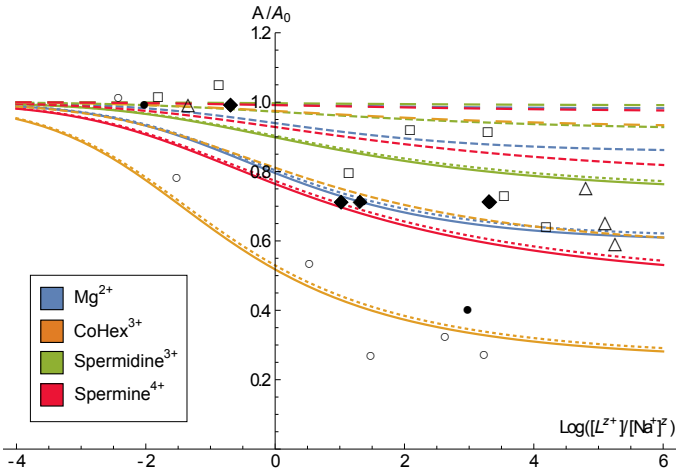 A/A₀
1.2
1.0
0.8
0.6
0.4
0.2
Mg²⁺
CoHex³⁺
Spermidine³⁺
Spermine⁴⁺
Log([Lᶻ⁺]/[Na⁺]ᶻ)
-4 -2 0 2 4 6